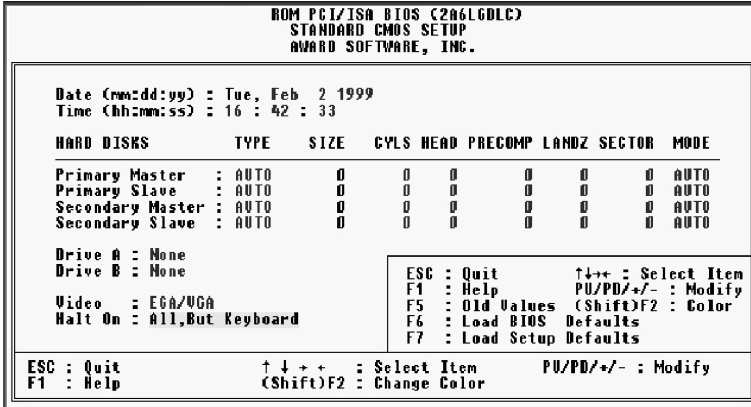 ROM PCI/ISA BIOS (2A6LGDLC)
STANDARD CMOS SETUP
AWARD SOFTWARE, INC.
Date (mm:dd:yy) : Tue, Feb 2 1999
Time (hh:mm:ss) : 16 : 42 : 33
HARD DISKS TYPE SIZE CYLS HEAD PRECOMP LANDZ SECTOR MODE
Primary Master : AUTO 0 0 0 0 0 0 AUTO
Primary Slave : AUTO 0 0 0 0 0 0 AUTO
Secondary Master : AUTO 0 0 0 0 0 0 AUTO
Secondary Slave : AUTO 0 0 0 0 0 0 AUTO
Drive A : None
Drive B : None
Video : EGA/VGA
Halt On : All,But Keyboard
ESC : Quit ↑↓→← : Select Item
F1 : Help PU/PD/+/- : Modify
F5 : Old Values (Shift)F2 : Color
F6 : Load BIOS Defaults
F7 : Load Setup Defaults
ESC : Quit ↑ ↓ → ← : Select Item PU/PD/+/- : Modify
F1 : Help (Shift)F2 : Change Color